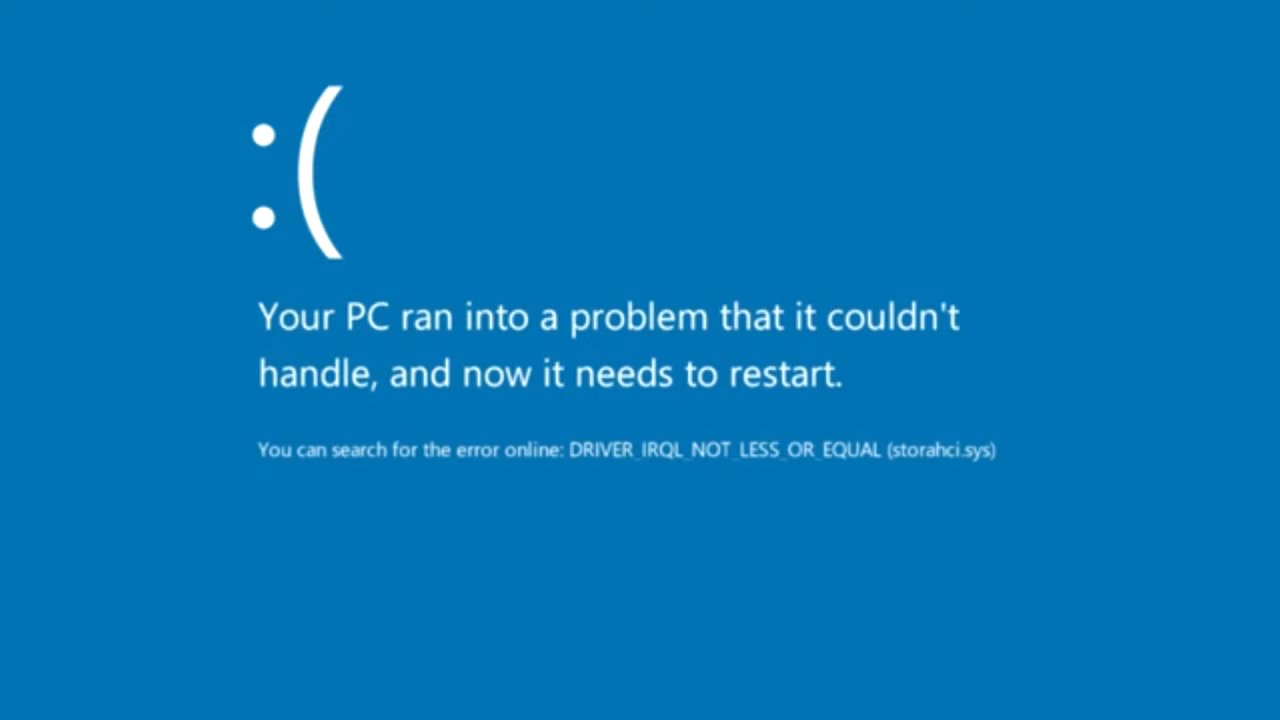 :(
Your PC ran into a problem that it couldn't
handle, and now it needs to restart.
You can search for the error online: DRIVER_IRQL_NOT_LESS_OR_EQUAL (storahci.sys)